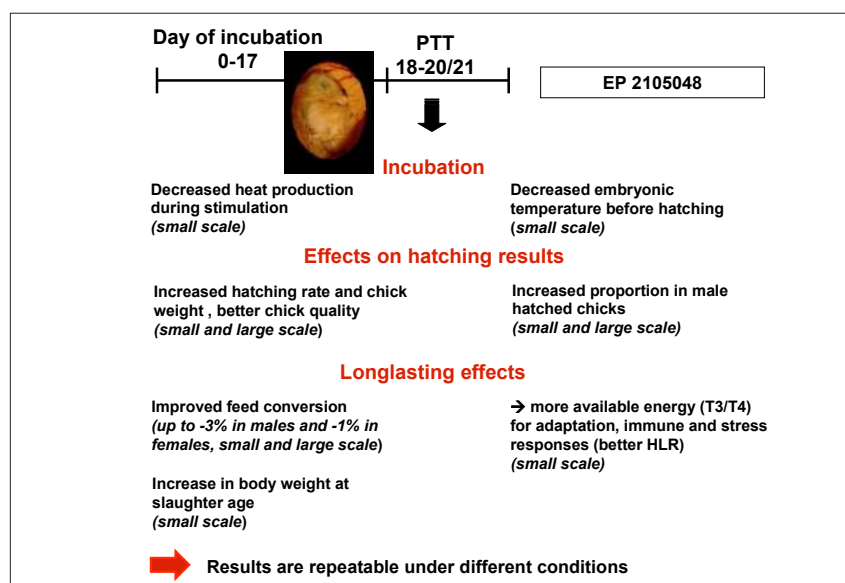 Day of incubation
0-17
PTT
18-20/21
EP 2105048
Incubation
Decreased heat production
during stimulation
(small scale)
Decreased embryonic
temperature before hatching
(small scale)
Effects on hatching results
Increased hatching rate and chick
weight , better chick quality
(small and large scale)
Increased proportion in male
hatched chicks
(small and large scale)
Longlasting effects
Improved feed conversion
(up to -3% in males and -1% in
females, small and large scale)
➔ more available energy (T3/T4)
for adaptation, immune and stress
responses (better HLR)
(small scale)
Increase in body weight at
slaughter age
(small scale)
Results are repeatable under different conditions